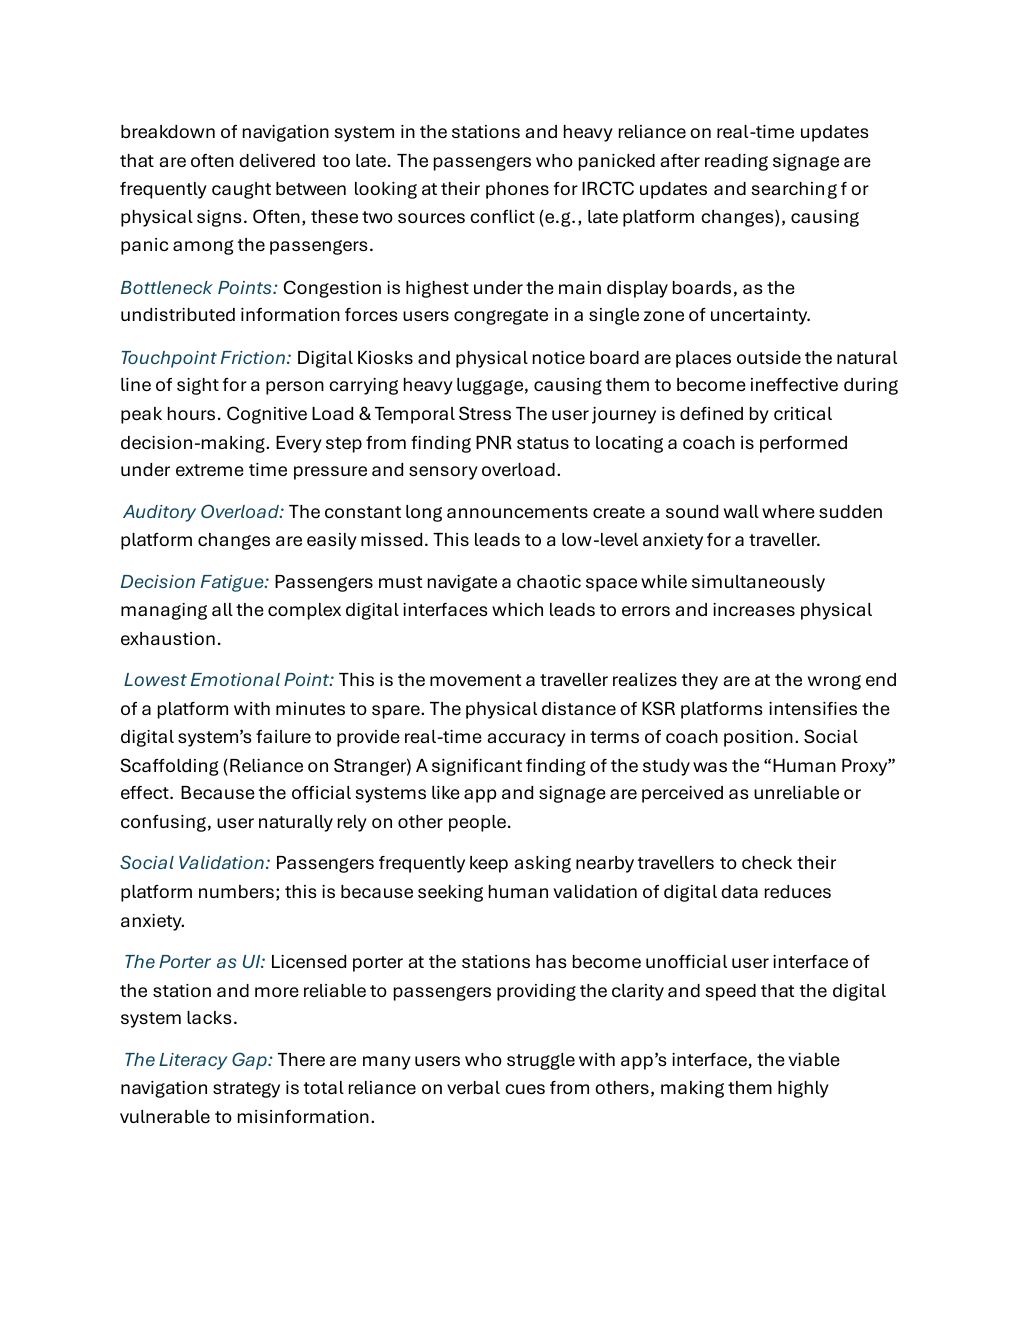 breakdown of navigation system in the stations and heavy reliance on real-time updates
that are often delivered too late. The passengers who panicked after reading signage are
frequently caught between looking at their phones for IRCTC updates and searching f or
physical signs. Often, these two sources conflict (e.g., late platform changes), causing
panic among the passengers.
Bottleneck Points: Congestion is highest under the main display boards, as the
undistributed information forces users congregate in a single zone of uncertainty.
Touchpoint Friction: Digital Kiosks and physical notice board are places outside the natural
line of sight for a person carrying heavy luggage, causing them to become ineffective during
peak hours. Cognitive Load & Temporal Stress The user journey is defined by critical
decision-making. Every step from finding PNR status to locating a coach is performed
under extreme time pressure and sensory overload.
Auditory Overload: The constant long announcements create a sound wall where sudden
platform changes are easily missed. This leads to a low-level anxiety for a traveller.
Decision Fatigue: Passengers must navigate a chaotic space while simultaneously
managing all the complex digital interfaces which leads to errors and increases physical
exhaustion.
Lowest Emotional Point: This is the movement a traveller realizes they are at the wrong end
of a platform with minutes to spare. The physical distance of KSR platforms intensifies the
digital system’s failure to provide real-time accuracy in terms of coach position. Social
Scaffolding (Reliance on Stranger) A significant finding of the study was the “Human Proxy”
effect. Because the official systems like app and signage are perceived as unreliable or
confusing, user naturally rely on other people.
Social Validation: Passengers frequently keep asking nearby travellers to check their
platform numbers; this is because seeking human validation of digital data reduces
anxiety.
The Porter as UI: Licensed porter at the stations has become unofficial user interface of
the station and more reliable to passengers providing the clarity and speed that the digital
system lacks.
The Literacy Gap: There are many users who struggle with app’s interface, the viable
navigation strategy is total reliance on verbal cues from others, making them highly
vulnerable to misinformation.